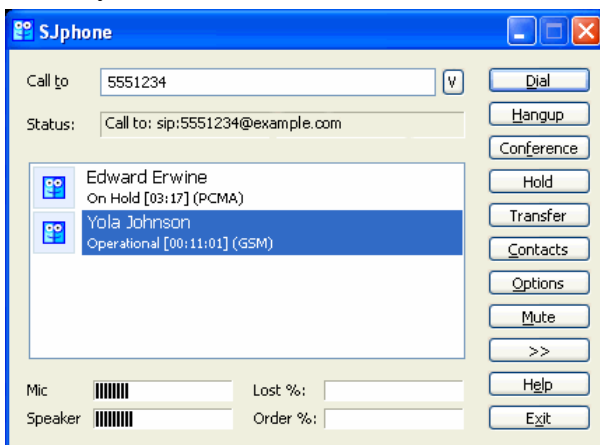 SJphone
Call to 5551234 V Dial
Status: Call to: sip:5551234@example.com Hangup
Conference
Edward Erwine Hold
On Hold [03:17] (PCMA)
Transfer
Yola Johnson
Operational [00:11:01] (GSM) Contacts
Options
Mute
>>
Mic Lost %: Help
Speaker Order %: Exit